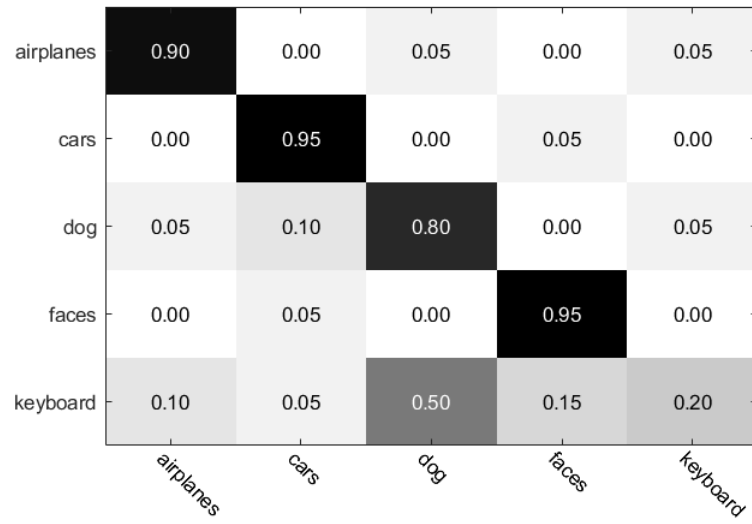 airplanes 0.90 0.00 0.05 0.00 0.05
cars 0.00 0.95 0.00 0.05 0.00
dog 0.05 0.10 0.80 0.00 0.05
faces 0.00 0.05 0.00 0.95 0.00
keyboard 0.10 0.05 0.50 0.15 0.20
airplanes cars dog faces keyboard